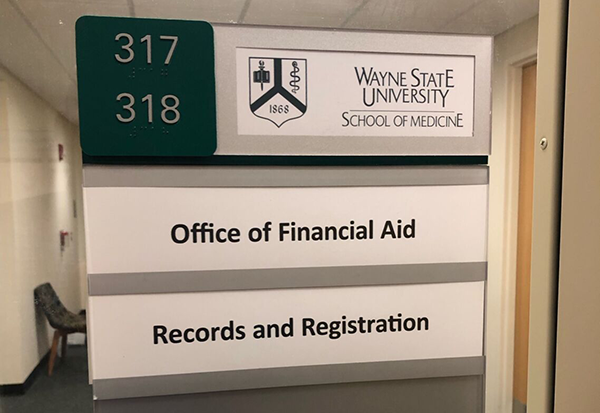 317
318
1868
WAYNE STATE
UNIVERSITY
SCHOOL OF MEDICINE
Office of Financial Aid
Records and Registration